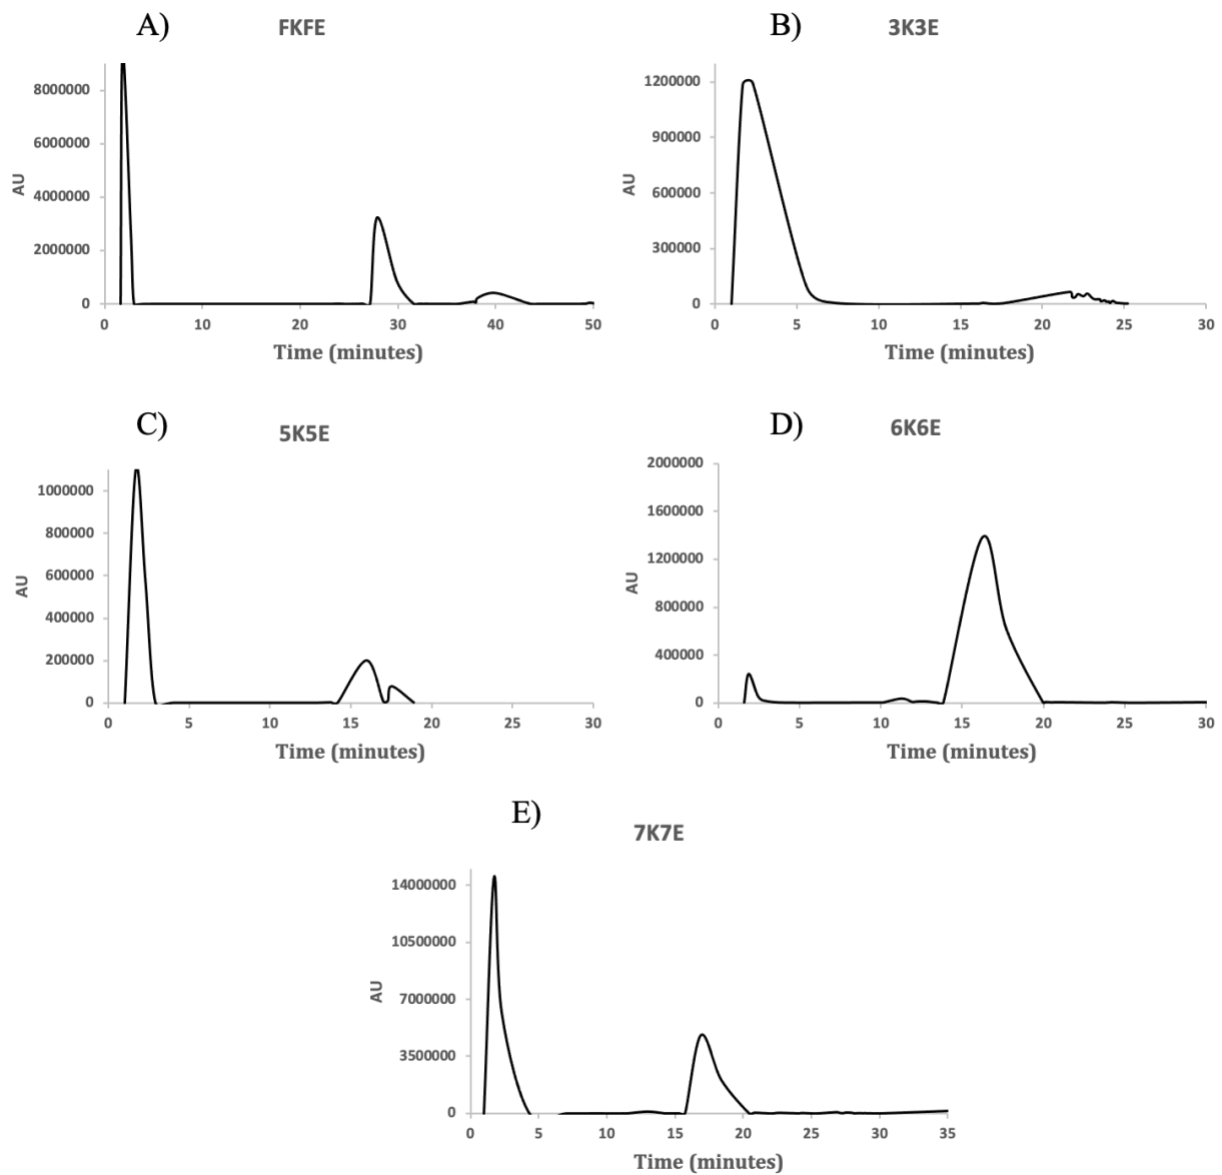 A) FKFE
8000000
6000000
4000000
2000000
0
AU
0 10 20 30 40 50
Time (minutes)
B) 3K3E
1200000
900000
600000
300000
0
AU
0 5 10 15 20 25 30
Time (minutes)
C) 5K5E
1000000
800000
600000
400000
200000
0
AU
0 5 10 15 20 25 30
Time (minutes)
D) 6K6E
2000000
1600000
1200000
800000
400000
0
AU
0 5 10 15 20 25 30
Time (minutes)
E) 7K7E
14000000
10500000
7000000
3500000
0
AU
0 5 10 15 20 25 30 35
Time (minutes)